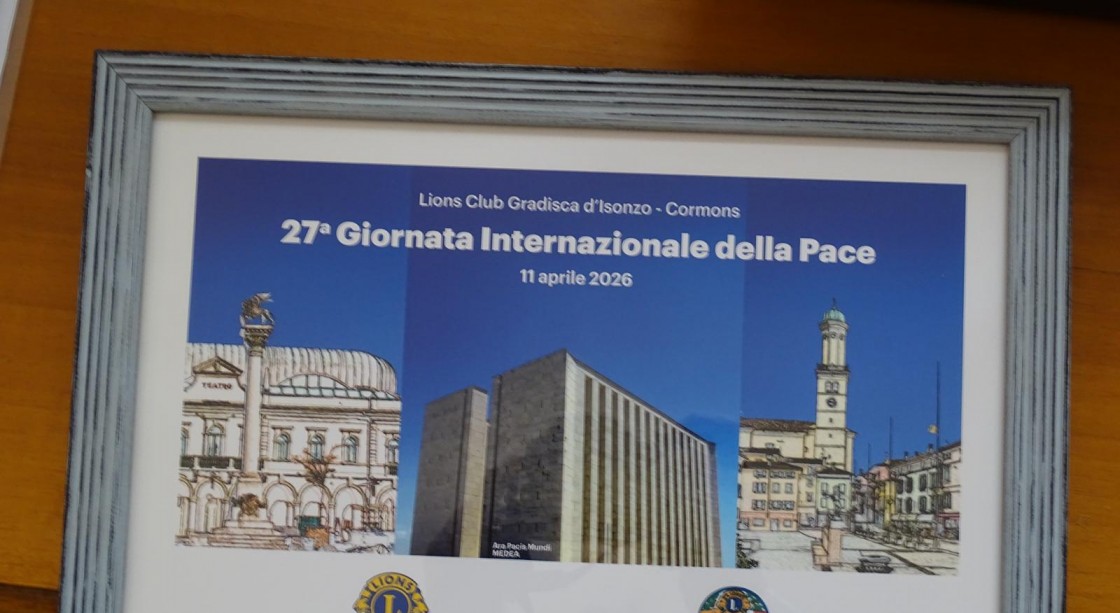 Lions Club Gradisca d'Isonzo - Cormons
27ª Giornata Internazionale della Pace
11 aprile 2026
TEATRO
Ara Pacis Mundi
MEDEA
LIONS
L
L